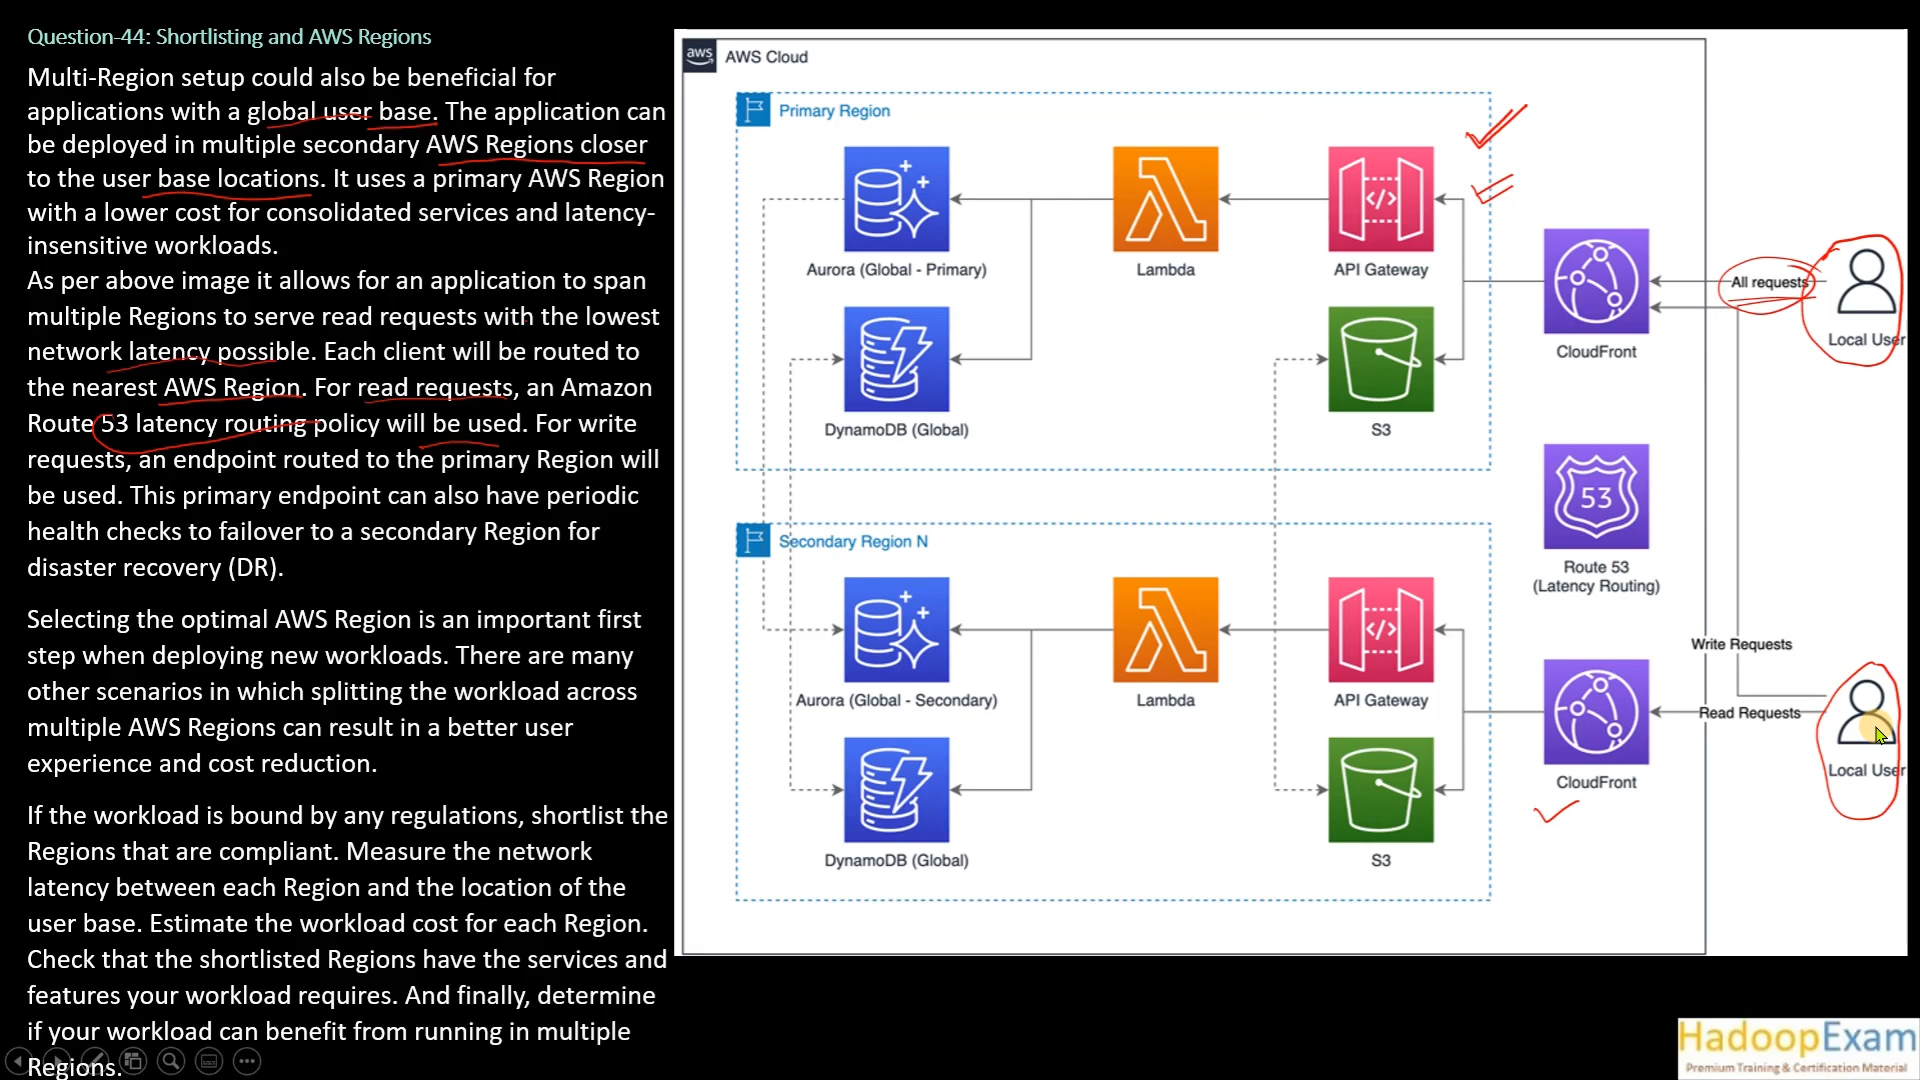 Question-44: Shortlisting and AWS Regions
Multi-Region setup could also be beneficial for
applications with a global user base. The application can
be deployed in multiple secondary AWS Regions closer
to the user base locations. It uses a primary AWS Region
with a lower cost for consolidated services and latency-
insensitive workloads.
As per above image it allows for an application to span
multiple Regions to serve read requests with the lowest
network latency possible. Each client will be routed to
the nearest AWS Region. For read requests, an Amazon
Route 53 latency routing policy will be used. For write
requests, an endpoint routed to the primary Region will
be used. This primary endpoint can also have periodic
health checks to failover to a secondary Region for
disaster recovery (DR).
Selecting the optimal AWS Region is an important first
step when deploying new workloads. There are many
other scenarios in which splitting the workload across
multiple AWS Regions can result in a better user
experience and cost reduction.
If the workload is bound by any regulations, shortlist the
Regions that are compliant. Measure the network
latency between each Region and the location of the
user base. Estimate the workload cost for each Region.
Check that the shortlisted Regions have the services and
features your workload requires. And finally, determine
if your workload can benefit from running in multiple
Regions.
aws AWS Cloud
Primary Region
Aurora (Global - Primary)
Lambda
API Gateway
DynamoDB (Global)
S3
CloudFront
All requests
Local User
53
Route 53
(Latency Routing)
Secondary Region N
Aurora (Global - Secondary)
Lambda
API Gateway
DynamoDB (Global)
S3
CloudFront
Write Requests
Read Requests
Local User
HadoopExam
Premium Training & Certification Material